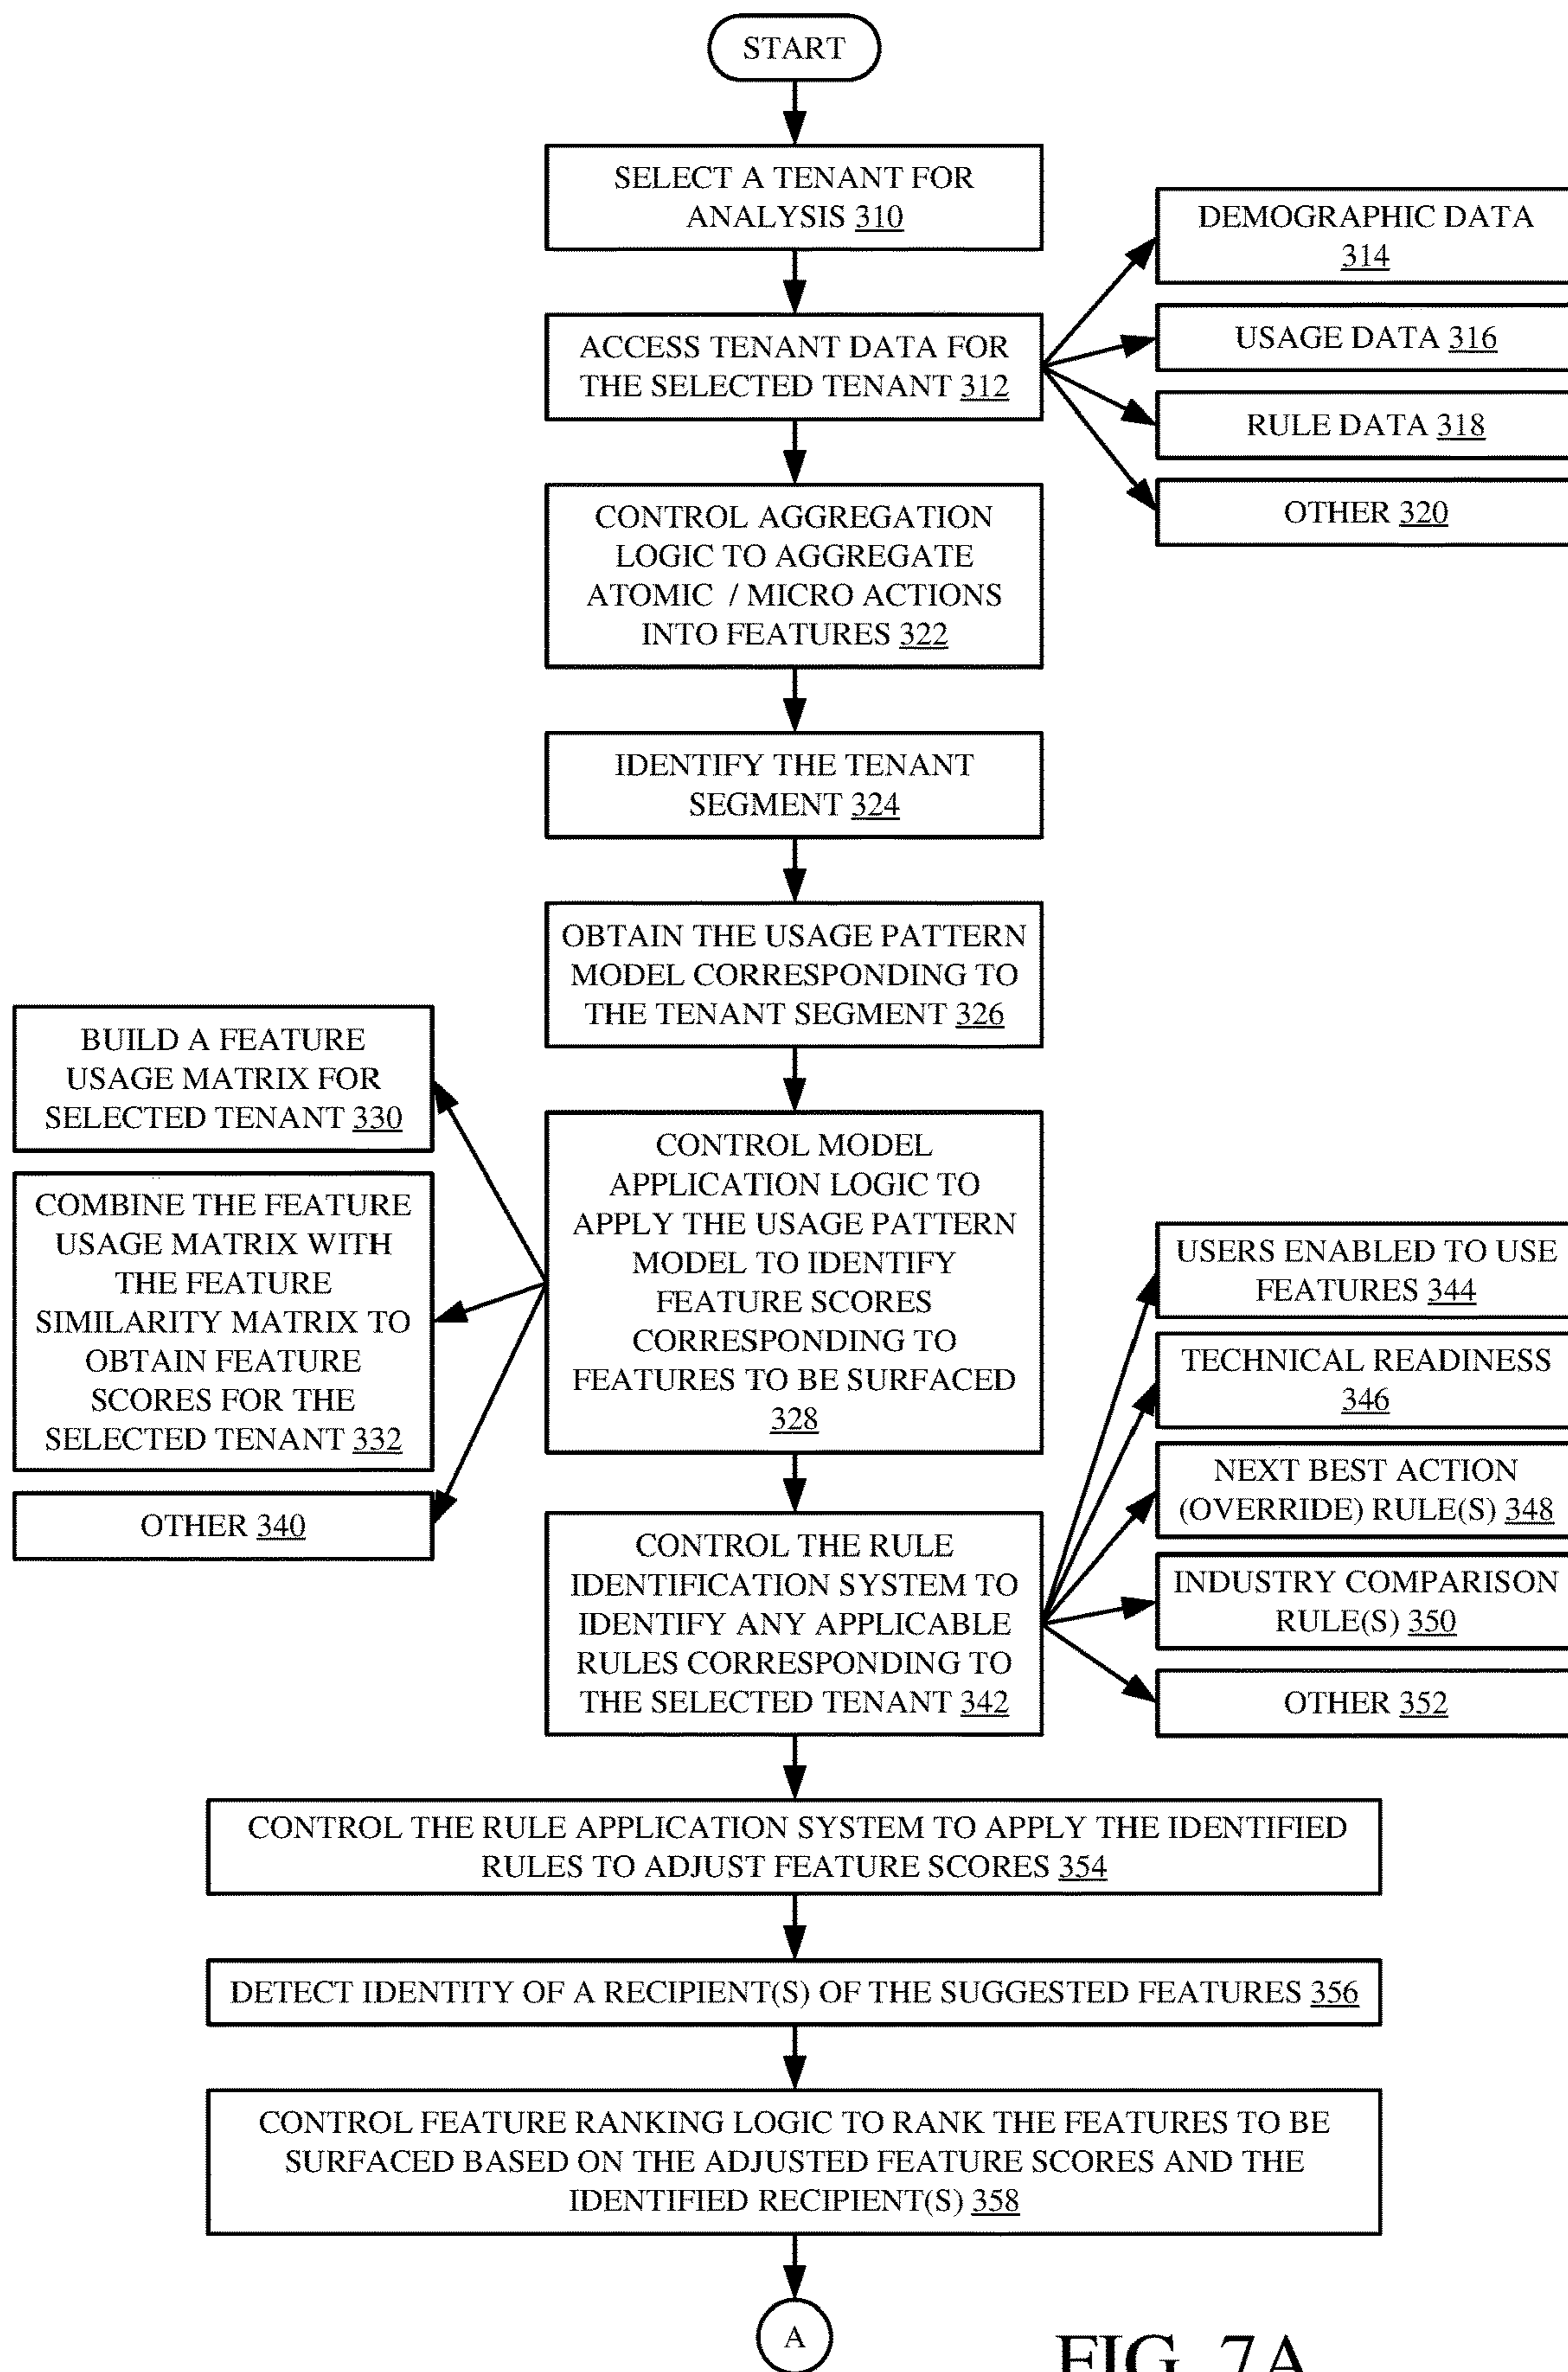 START
SELECT A TENANT FOR
ANALYSIS 310
DEMOGRAPHIC DATA
314
USAGE DATA 316
RULE DATA 318
OTHER 320
ACCESS TENANT DATA FOR
THE SELECTED TENANT 312
CONTROL AGGREGATION
LOGIC TO AGGREGATE
ATOMIC / MICRO ACTIONS
INTO FEATURES 322
IDENTIFY THE TENANT
SEGMENT 324
OBTAIN THE USAGE PATTERN
MODEL CORRESPONDING TO
THE TENANT SEGMENT 326
BUILD A FEATURE
USAGE MATRIX FOR
SELECTED TENANT 330
COMBINE THE FEATURE
USAGE MATRIX WITH
THE FEATURE
SIMILARITY MATRIX TO
OBTAIN FEATURE
SCORES FOR THE
SELECTED TENANT 332
OTHER 340
CONTROL MODEL
APPLICATION LOGIC TO
APPLY THE USAGE PATTERN
MODEL TO IDENTIFY
FEATURE SCORES
CORRESPONDING TO
FEATURES TO BE SURFACED
328
USERS ENABLED TO USE
FEATURES 344
TECHNICAL READINESS
346
NEXT BEST ACTION
(OVERRIDE) RULE(S) 348
INDUSTRY COMPARISON
RULE(S) 350
OTHER 352
CONTROL THE RULE
IDENTIFICATION SYSTEM TO
IDENTIFY ANY APPLICABLE
RULES CORRESPONDING TO
THE SELECTED TENANT 342
CONTROL THE RULE APPLICATION SYSTEM TO APPLY THE IDENTIFIED
RULES TO ADJUST FEATURE SCORES 354
DETECT IDENTITY OF A RECIPIENT(S) OF THE SUGGESTED FEATURES 356
CONTROL FEATURE RANKING LOGIC TO RANK THE FEATURES TO BE
SURFACED BASED ON THE ADJUSTED FEATURE SCORES AND THE
IDENTIFIED RECIPIENT(S) 358
A
FIG. 7A